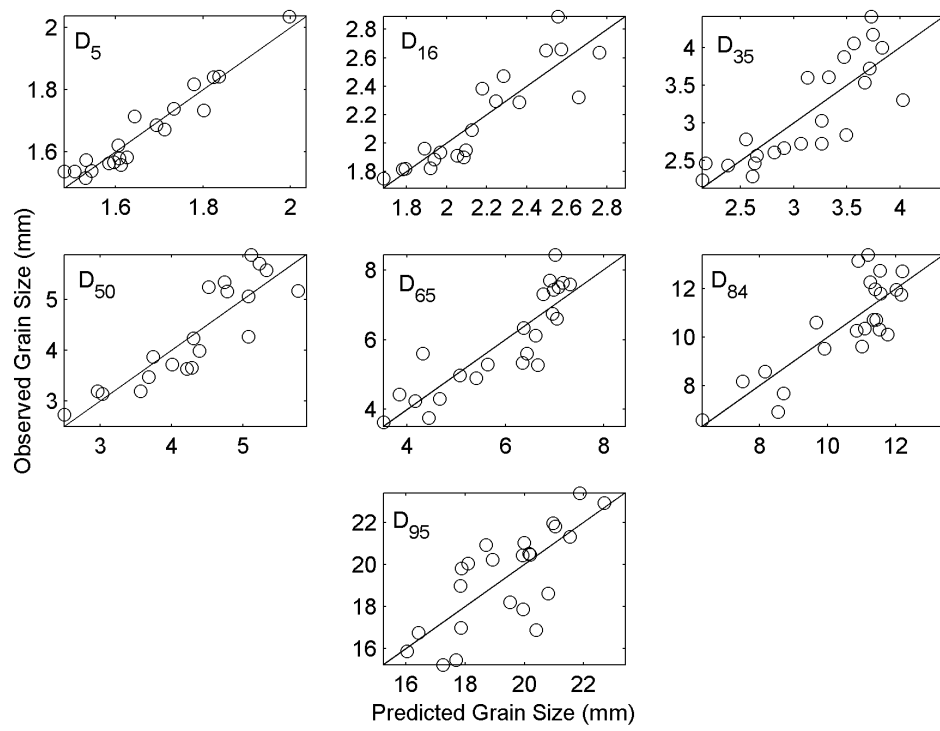 D5
2
1.8
1.6
1.6 1.8 2
D16
2.8
2.6
2.4
2.2
2
1.8
1.8 2 2.2 2.4 2.6 2.8
D35
4
3.5
3
2.5
2.5 3 3.5 4
Observed Grain Size (mm)
D50
5
4
3
3 4 5
D65
8
6
4
4 6 8
D84
12
10
8
8 10 12
D95
22
20
18
16
16 18 20 22
Predicted Grain Size (mm)